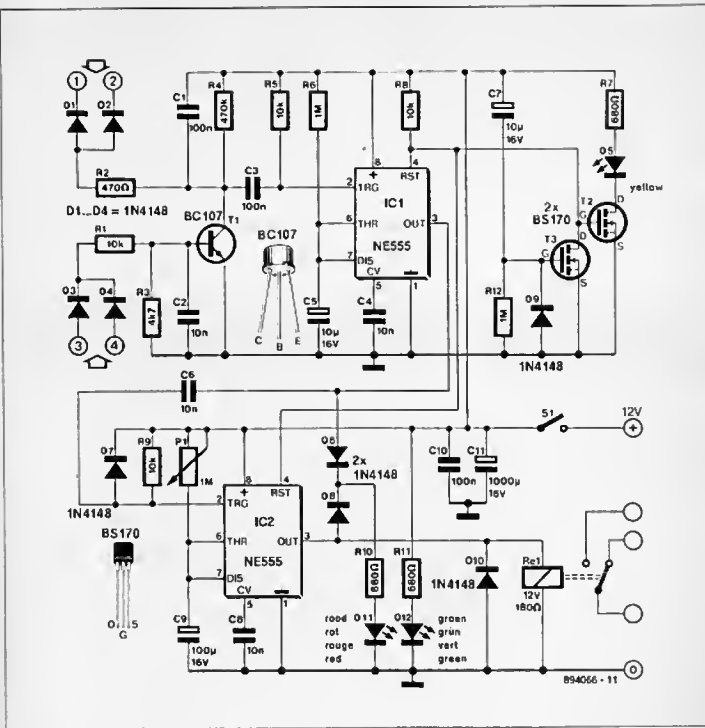 1
2
D1
D2
R2
470Ω
D1...D4 = 1N4148
R1
10k
D3
D4
3
4
R3
4k7
C1
100n
R4
470k
R5
10k
R6
1M
R8
10k
C7
10µ
16V
R7
680Ω
D5
yellow
C3
100n
BC107
T1
BC107
C B E
C2
10n
8
4
+
RST
2
TRG
IC1
6
THR
OUT
3
NE555
7
DIS
CV
5
1
C5
10µ
16V
C4
10n
2x
BS170
T2
D
G
S
T3
D
G
S
R12
1M
D9
1N4148
C6
10n
D7
1N4148
R9
10k
P1
1M
8
4
+
RST
2
TRG
IC2
6
THR
OUT
3
NE555
7
DIS
CV
5
1
BS170
D G S
C9
100µ
16V
C8
10n
D6
2x
1N4148
D8
R10
680Ω
R11
680Ω
C10
100n
C11
1000µ
16V
S1
12V
+
1N4148
D10
Re1
12V
180Ω
rood
rot
rouge
red
D11
D12
groen
grün
vert
green
0
894066 - 11